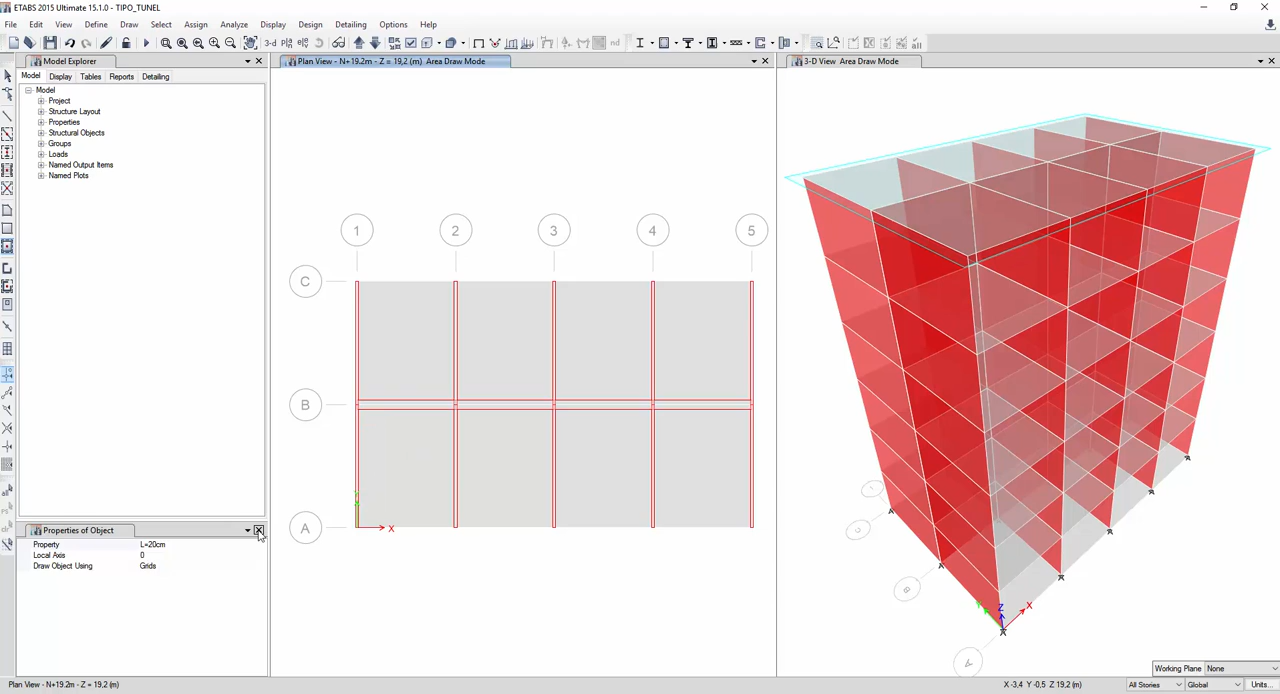 ETABS 2015 Ultimate 15.1.0 - TIPO_TUNEL
File Edit View Define Draw Select Assign Analyze Display Design Detailing Options Help
3-d
nd
all
Model Explorer
Plan View - N+19.2m - Z = 19,2 (m) Area Draw Mode
3-D View Area Draw Mode
Model Display Tables Reports Detailing
Model
Project
Structure Layout
Properties
Structural Objects
Groups
Loads
Named Output Items
Named Plots
1 2 3 4 5
C
B
A
X
Properties of Object
Property L=20cm
Local Axis 0
Draw Object Using Grids
B
A
Y Z X
Working Plane None
Plan View - N+19.2m - Z = 19,2 (m)
X -3,4 Y -0,5 Z 19,2 (m)
All Stories Global Units...